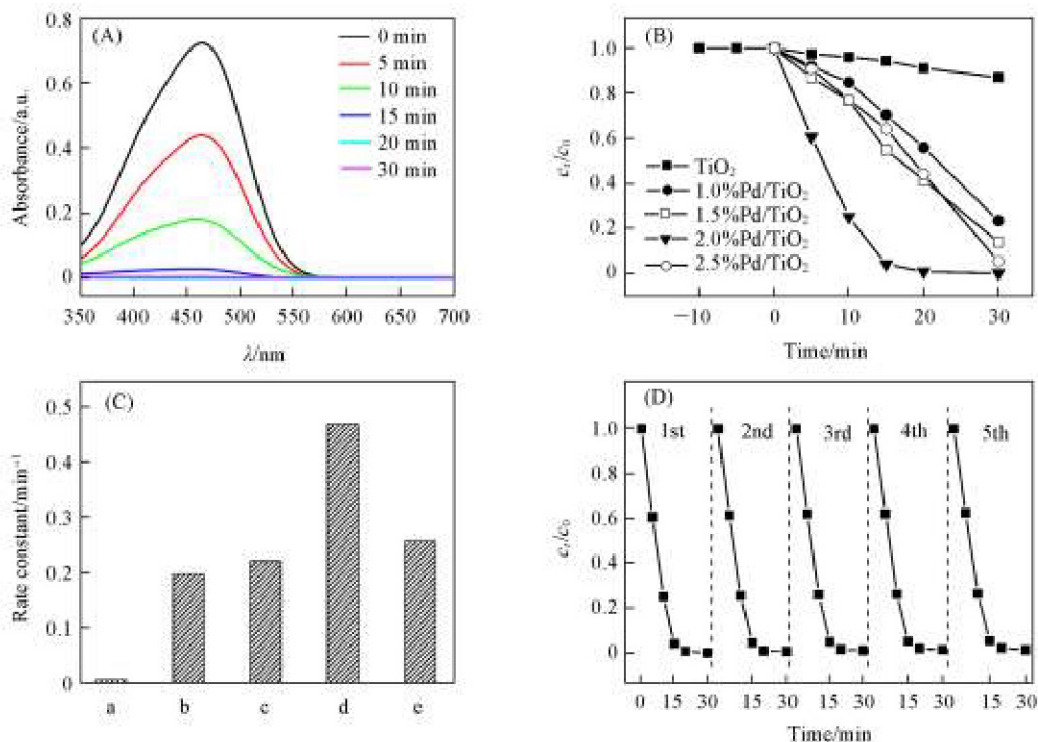 (A)
0 min
5 min
10 min
15 min
20 min
30 min
0.8
0.6
0.4
0.2
0
Absorbance/a.u.
350 400 450 500 550 600 650 700
λ/nm
(B)
1.0
0.8
0.6
0.4
0.2
0
cₜ/c₀
TiO₂
1.0%Pd/TiO₂
1.5%Pd/TiO₂
2.0%Pd/TiO₂
2.5%Pd/TiO₂
−10 0 10 20 30
Time/min
(C)
0.5
0.4
0.3
0.2
0.1
0
Rate constant/min⁻¹
a b c d e
(D)
1st 2nd 3rd 4th 5th
1.0
0.8
0.6
0.4
0.2
0
cₜ/c₀
0 15 30 15 30 15 30 15 30 15 30
Time/min